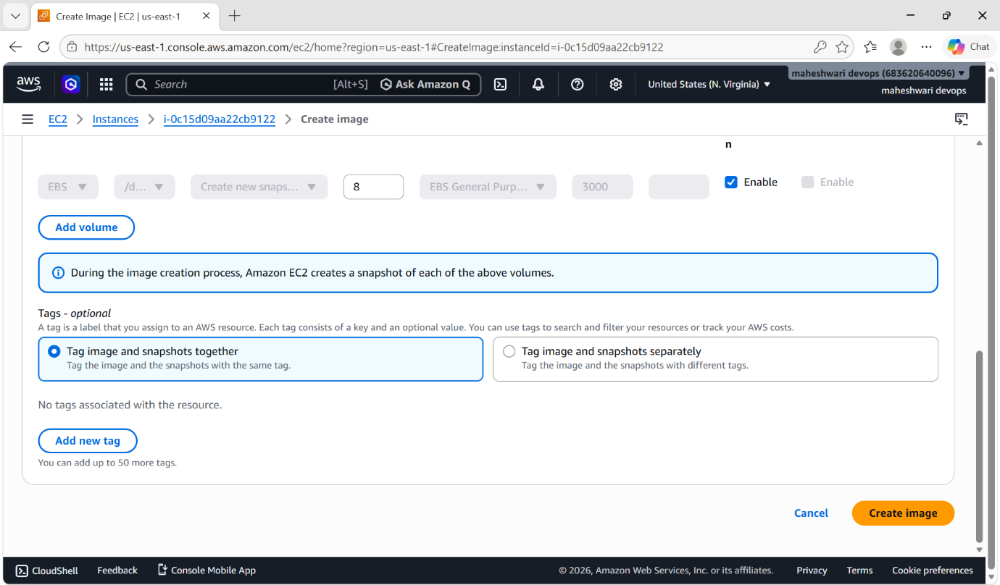 Create Image | EC2 | us-east-1
https://us-east-1.console.aws.amazon.com/ec2/home?region=us-east-1#CreateImage:instanceId=i-0c15d09aa22cb9122
Chat
aws
Search [Alt+S] Ask Amazon Q
United States (N. Virginia)
maheshwari devops (683620640096)
maheshwari devops
EC2 > Instances > i-0c15d09aa22cb9122 > Create image
n
EBS /d... Create new snaps... 8 EBS General Purp... 3000 Enable Enable
Add volume
During the image creation process, Amazon EC2 creates a snapshot of each of the above volumes.
Tags - optional
A tag is a label that you assign to an AWS resource. Each tag consists of a key and an optional value. You can use tags to search and filter your resources or track your AWS costs.
Tag image and snapshots together
Tag the image and the snapshots with the same tag.
Tag image and snapshots separately
Tag the image and the snapshots with different tags.
No tags associated with the resource.
Add new tag
You can add up to 50 more tags.
Cancel Create image
CloudShell Feedback Console Mobile App © 2026, Amazon Web Services, Inc. or its affiliates. Privacy Terms Cookie preferences